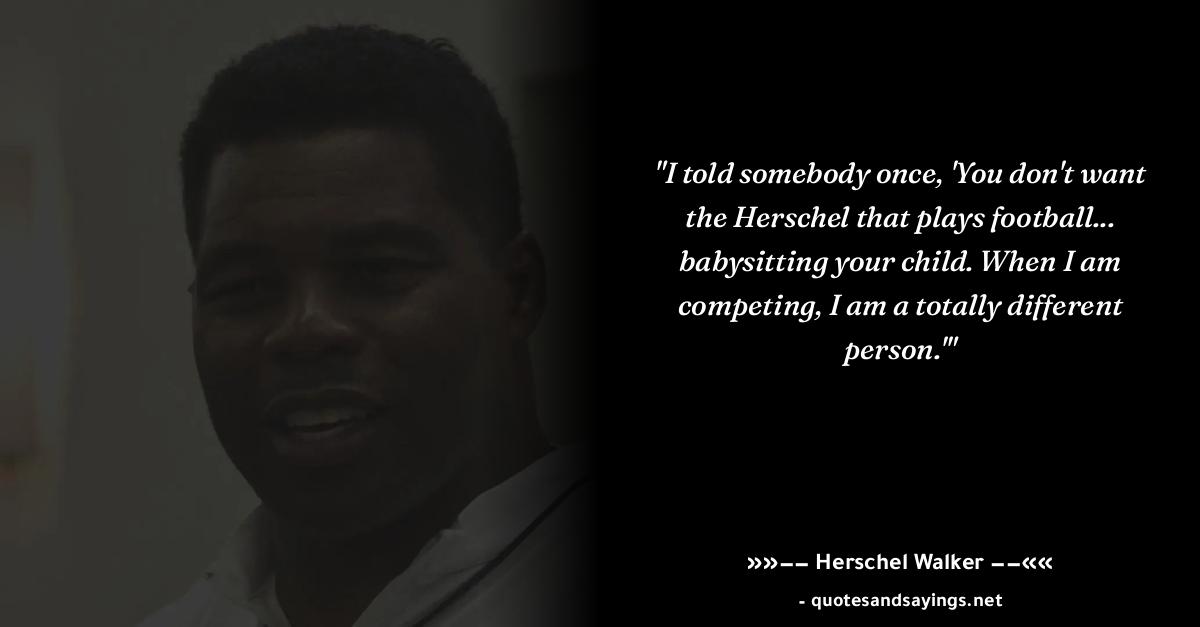 "I told somebody once, 'You don't want
the Herschel that plays football...
babysitting your child. When I am
competing, I am a totally different
person.'"
»»–– Herschel Walker ––««
- quotesandsayings.net